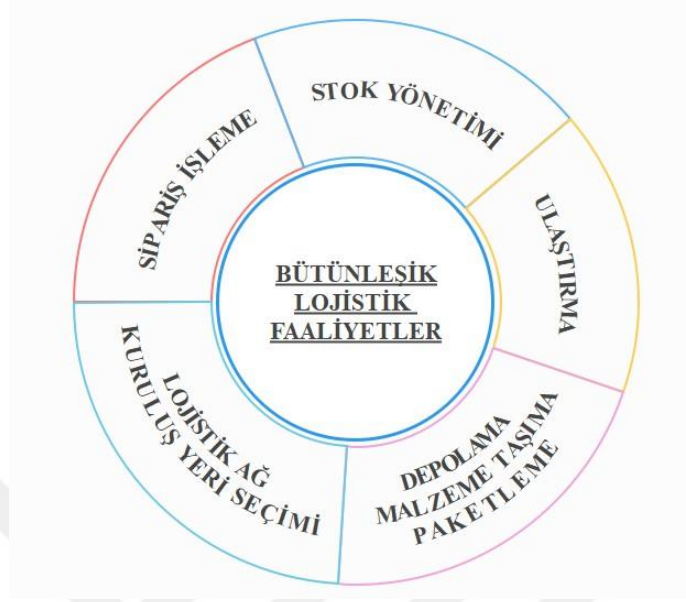 BÜTÜNLEŞİK
LOJİSTİK
FAALİYETLER
STOK YÖNETİMİ
ULAŞTIRMA
DEPOLAMA
MALZEME TAŞIMA
PAKETLEME
LOJİSTİK AĞ
KURULUŞ YERİ SEÇİMİ
SİPARİŞ İŞLEME